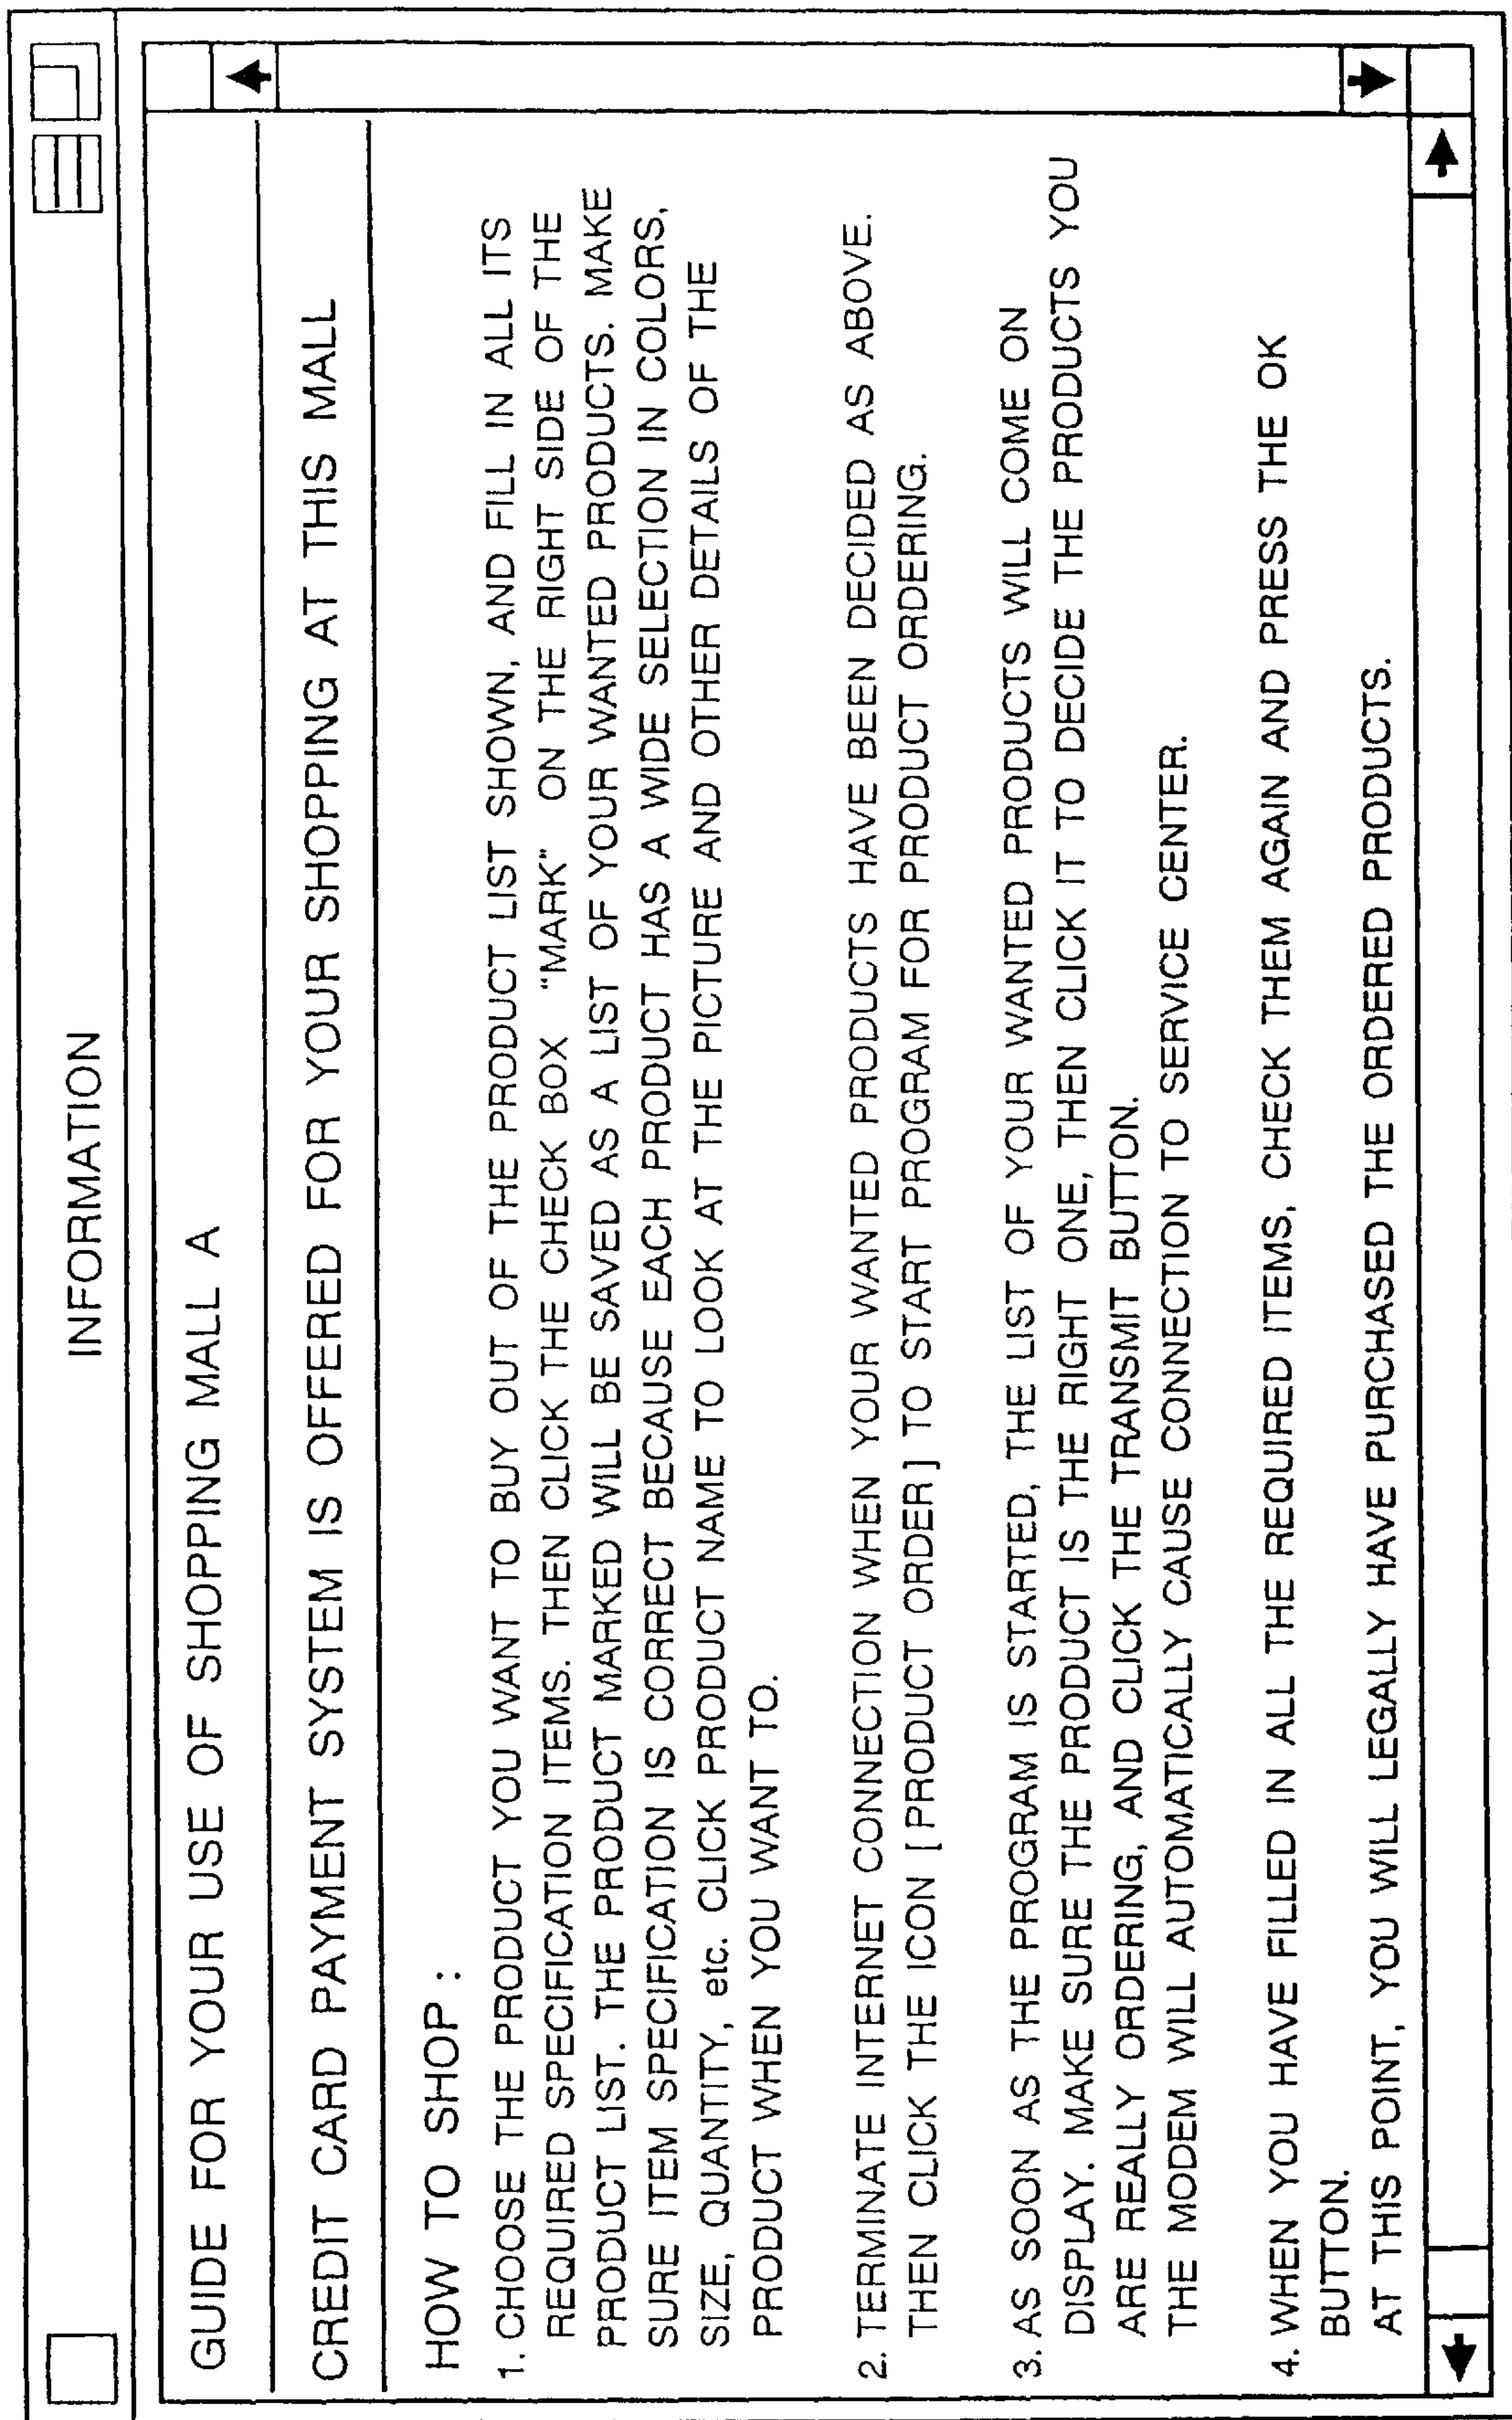 INFORMATION
GUIDE FOR YOUR USE OF SHOPPING MALL A
CREDIT CARD PAYMENT SYSTEM IS OFFERED FOR YOUR SHOPPING AT THIS MALL
HOW TO SHOP :
1. CHOOSE THE PRODUCT YOU WANT TO BUY OUT OF THE PRODUCT LIST SHOWN, AND FILL IN ALL ITS
REQUIRED SPECIFICATION ITEMS. THEN CLICK THE CHECK BOX "MARK" ON THE RIGHT SIDE OF THE
PRODUCT LIST. THE PRODUCT MARKED WILL BE SAVED AS A LIST OF YOUR WANTED PRODUCTS. MAKE
SURE ITEM SPECIFICATION IS CORRECT BECAUSE EACH PRODUCT HAS A WIDE SELECTION IN COLORS,
SIZE, QUANTITY, etc. CLICK PRODUCT NAME TO LOOK AT THE PICTURE AND OTHER DETAILS OF THE
PRODUCT WHEN YOU WANT TO.
2. TERMINATE INTERNET CONNECTION WHEN YOUR WANTED PRODUCTS HAVE BEEN DECIDED AS ABOVE.
THEN CLICK THE ICON [ PRODUCT ORDER ] TO START PROGRAM FOR PRODUCT ORDERING.
3. AS SOON AS THE PROGRAM IS STARTED, THE LIST OF YOUR WANTED PRODUCTS WILL COME ON
DISPLAY. MAKE SURE THE PRODUCT IS THE RIGHT ONE, THEN CLICK IT TO DECIDE THE PRODUCTS YOU
ARE REALLY ORDERING, AND CLICK THE TRANSMIT BUTTON.
THE MODEM WILL AUTOMATICALLY CAUSE CONNECTION TO SERVICE CENTER.
4. WHEN YOU HAVE FILLED IN ALL THE REQUIRED ITEMS, CHECK THEM AGAIN AND PRESS THE OK
BUTTON.
AT THIS POINT, YOU WILL LEGALLY HAVE PURCHASED THE ORDERED PRODUCTS.